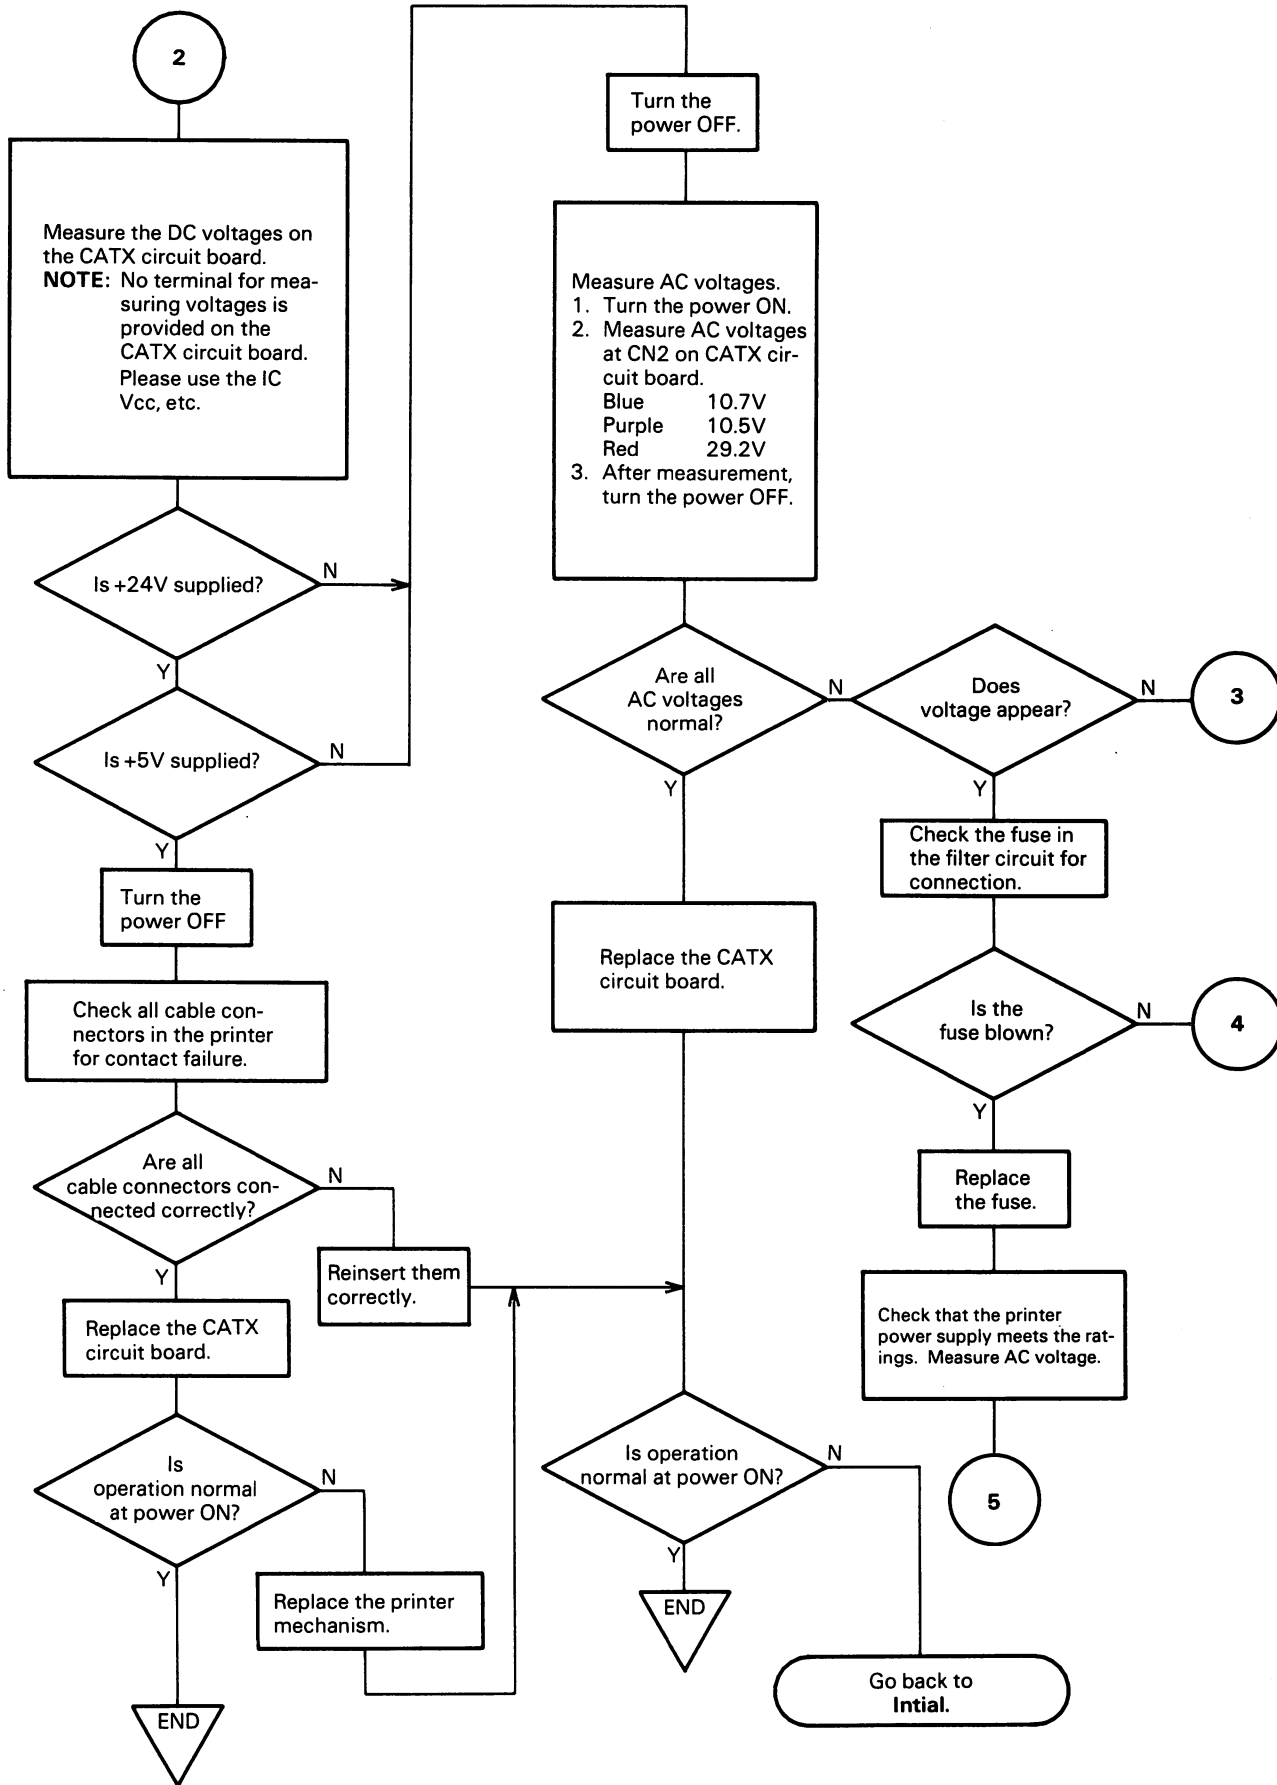 2
Measure the DC voltages on
the CATX circuit board.
NOTE: No terminal for mea-
suring voltages is
provided on the
CATX circuit board.
Please use the IC
Vcc, etc.
Is +24V supplied?
N
Y
Is +5V supplied?
N
Y
Turn the
power OFF
Check all cable con-
nectors in the printer
for contact failure.
Are all
cable connectors con-
nected correctly?
N
Y
Reinsert them
correctly.
Replace the CATX
circuit board.
Is
operation normal
at power ON?
N
Y
Replace the printer
mechanism.
END
Turn the
power OFF.
Measure AC voltages.
1. Turn the power ON.
2. Measure AC voltages
at CN2 on CATX cir-
cuit board.
Blue 10.7V
Purple 10.5V
Red 29.2V
3. After measurement,
turn the power OFF.
Are all
AC voltages
normal?
N
Y
Replace the CATX
circuit board.
Is operation
normal at power ON?
N
Y
END
Go back to
Intial.
Does
voltage appear?
N
3
Y
Check the fuse in
the filter circuit for
connection.
Is the
fuse blown?
N
4
Y
Replace
the fuse.
Check that the printer
power supply meets the rat-
ings. Measure AC voltage.
5